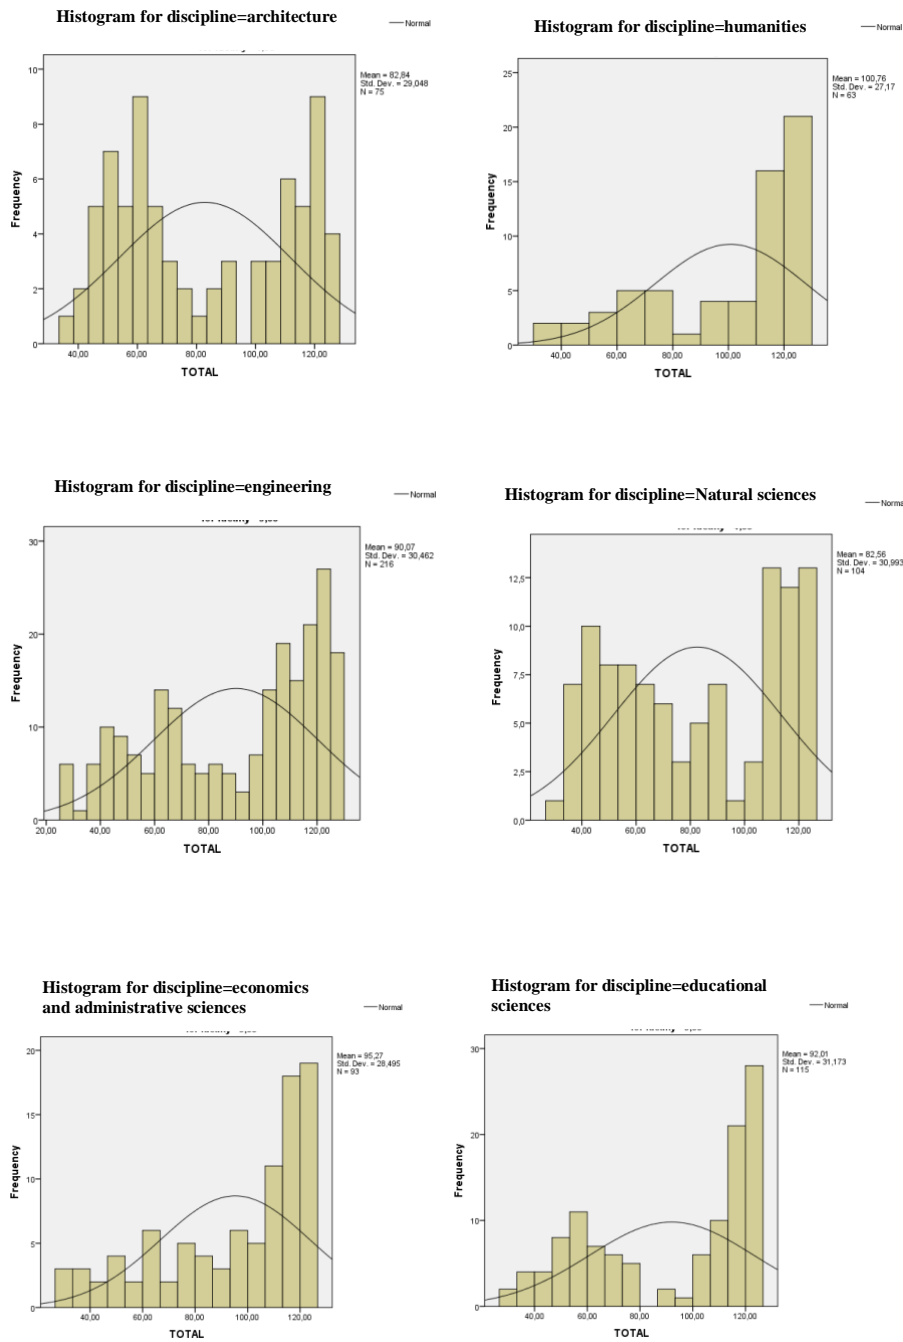 Histogram for discipline=architecture
Normal
Mean = 82,84
Std. Dev. = 29,048
N = 75
10
8
6
4
2
0
Frequency
40,00 60,00 80,00 100,00 120,00
TOTAL
Histogram for discipline=humanities
Normal
Mean = 100,76
Std. Dev. = 27,17
N = 63
25
20
15
10
5
0
Frequency
40,00 60,00 80,00 100,00 120,00
TOTAL
Histogram for discipline=engineering
Normal
Mean = 90,07
Std. Dev. = 30,462
N = 216
30
20
10
0
Frequency
20,00 40,00 60,00 80,00 100,00 120,00
TOTAL
Histogram for discipline=Natural sciences
Norma
Mean = 82,56
Std. Dev. = 30,993
N = 104
12,5
10,0
7,5
5,0
2,5
0,0
Frequency
40,00 60,00 80,00 100,00 120,00
TOTAL
Histogram for discipline=economics
and administrative sciences
Normal
Mean = 95,27
Std. Dev. = 28,495
N = 93
20
15
10
5
0
Frequency
40,00 60,00 80,00 100,00 120,00
TOTAL
Histogram for discipline=educational
sciences
Normal
Mean = 92,01
Std. Dev. = 31,173
N = 115
30
20
10
0
Frequency
40,00 60,00 80,00 100,00 120,00
TOTAL